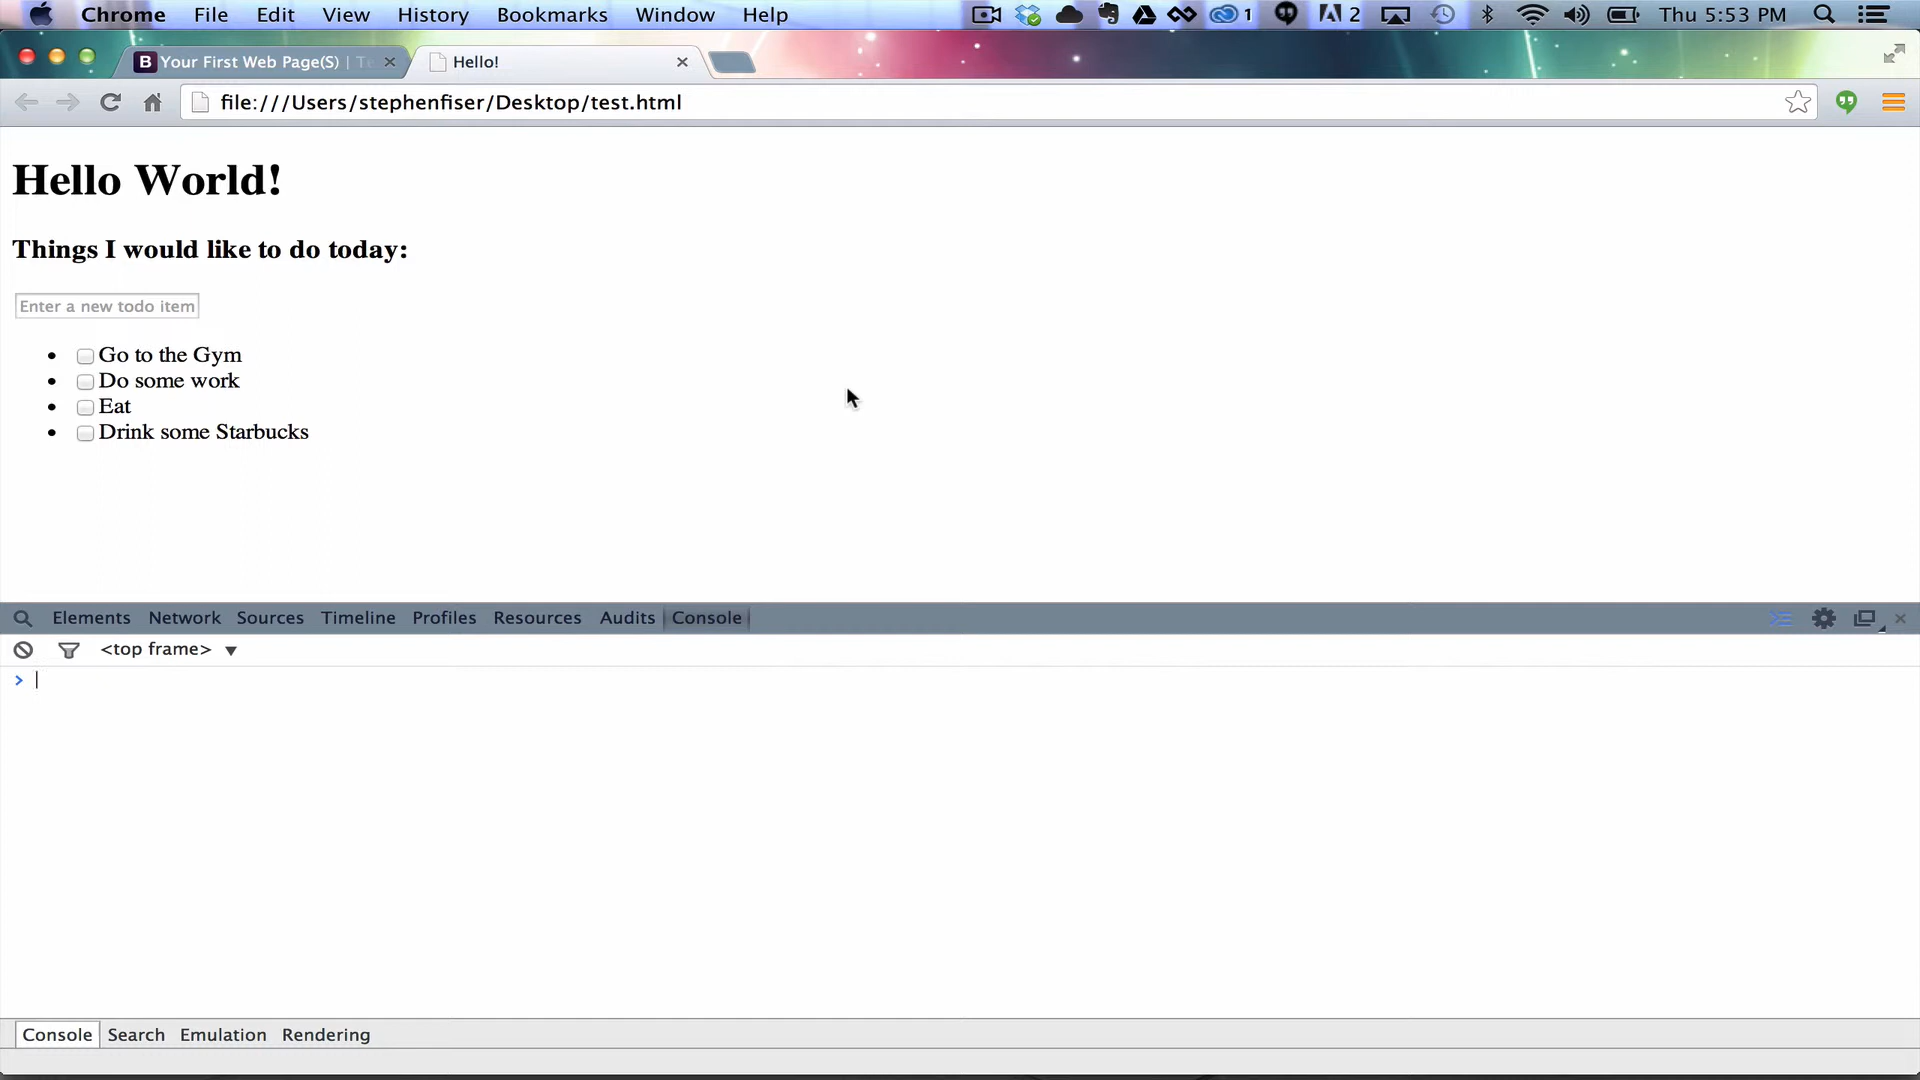 Chrome File Edit View History Bookmarks Window Help 1 2 Thu 5:53 PM
B Your First Web Page(S) | Te Hello!
file:///Users/stephenfiser/Desktop/test.html
Hello World!
Things I would like to do today:
Enter a new todo item
Go to the Gym
Do some work
Eat
Drink some Starbucks
Elements Network Sources Timeline Profiles Resources Audits Console
<top frame>
>
Console Search Emulation Rendering